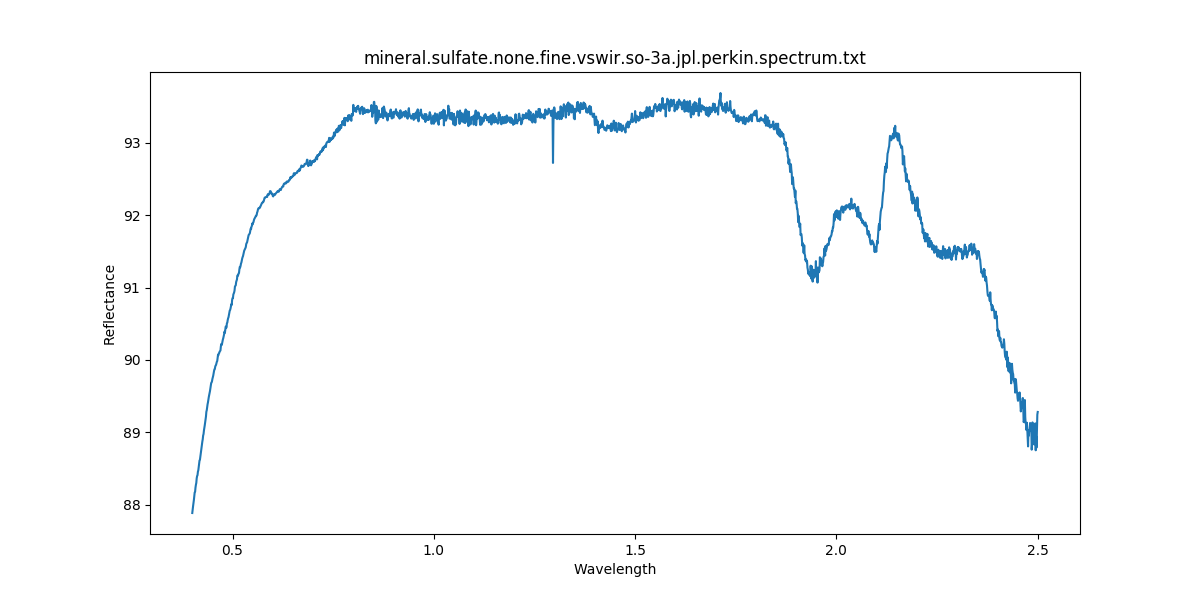 mineral.sulfate.none.fine.vswir.so-3a.jpl.perkin.spectrum.txt
93
92
91
90
89
88
Reflectance
0.5 1.0 1.5 2.0 2.5
Wavelength